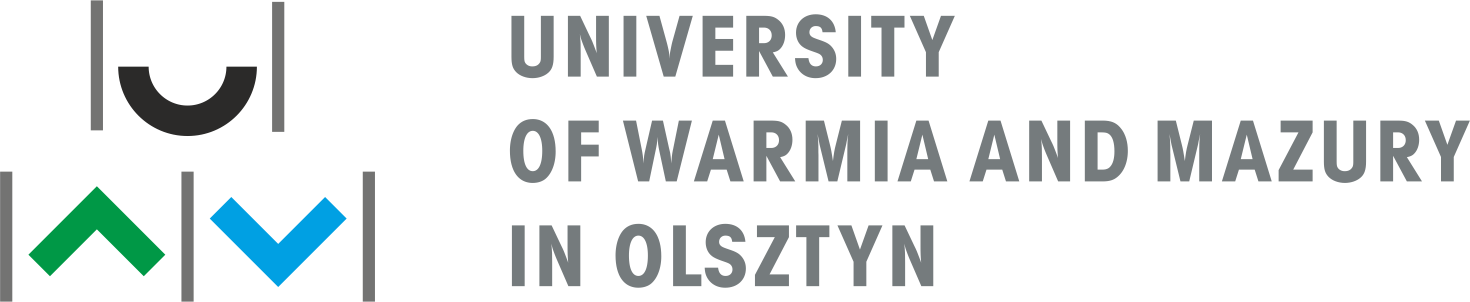 UNIVERSITY
OF WARMIA AND MAZURY
IN OLSZTYN